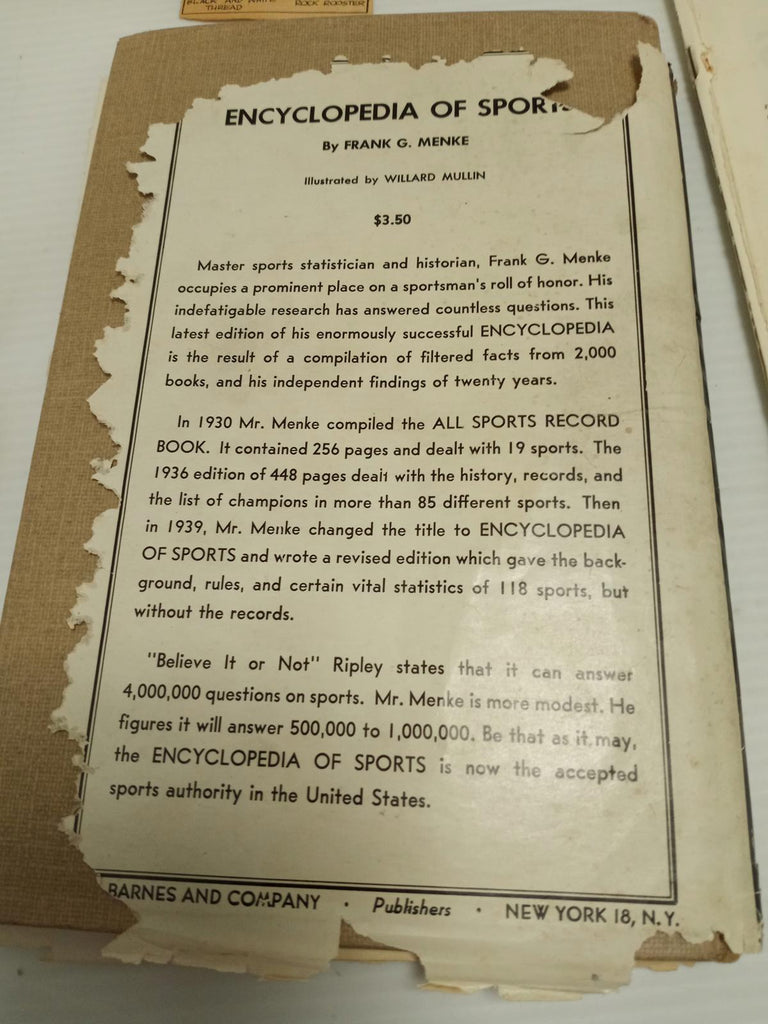 BLACK AND WHITE
THREAD
ROCK ROOSTER
ENCYCLOPEDIA OF SPORTS
By FRANK G. MENKE
Illustrated by WILLARD MULLIN
$3.50
Master sports statistician and historian, Frank G. Menke
occupies a prominent place on a sportsman's roll of honor. His
indefatigable research has answered countless questions. This
latest edition of his enormously successful ENCYCLOPEDIA
is the result of a compilation of filtered facts from 2,000
books, and his independent findings of twenty years.
In 1930 Mr. Menke compiled the ALL SPORTS RECORD
BOOK. It contained 256 pages and dealt with 19 sports. The
1936 edition of 448 pages dealt with the history, records, and
the list of champions in more than 85 different sports. Then
in 1939, Mr. Menke changed the title to ENCYCLOPEDIA
OF SPORTS and wrote a revised edition which gave the back-
ground, rules, and certain vital statistics of 118 sports, but
without the records.
"Believe It or Not" Ripley states that it can answer
4,000,000 questions on sports. Mr. Menke is more modest. He
figures it will answer 500,000 to 1,000,000. Be that as it may,
the ENCYCLOPEDIA OF SPORTS is now the accepted
sports authority in the United States.
BARNES AND COMPANY · Publishers · NEW YORK 18, N.Y.